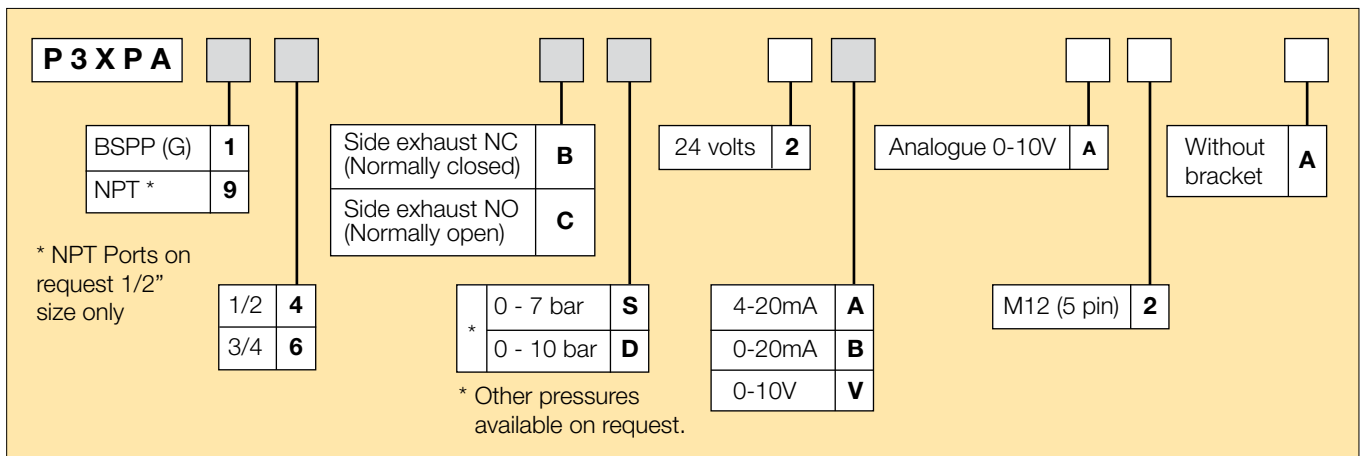 P3XPA
BSPP (G) 1
NPT * 9
* NPT Ports on
request 1/2”
size only
1/2 4
3/4 6
Side exhaust NC
(Normally closed) B
Side exhaust NO
(Normally open) C
* 0 - 7 bar S
0 - 10 bar D
* Other pressures
available on request.
24 volts 2
4-20mA A
0-20mA B
0-10V V
Analogue 0-10V A
M12 (5 pin) 2
Without
bracket A